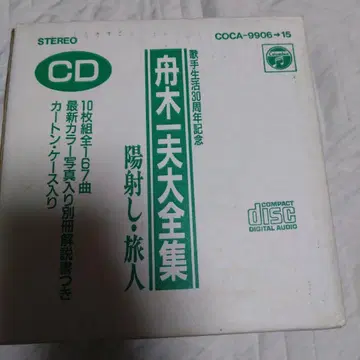 STEREO
COCA-9906→15
Columbia
CD
歌手生活30周年記念
舟木一夫大全集
陽射し・旅人
10枚組全167曲
最新カラー写真入り別冊解説書つき
カートン・ケース入り
COMPACT
disc
DIGITAL AUDIO